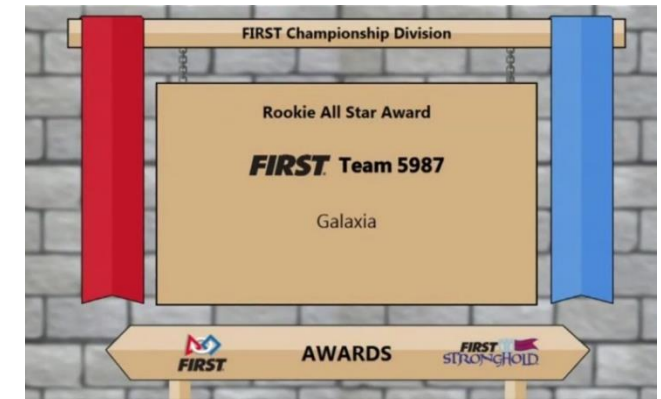 FIRST Championship Division
Rookie All Star Award
FIRST Team 5987
Galaxia
FIRST
AWARDS
FIRST
STRONGHOLD